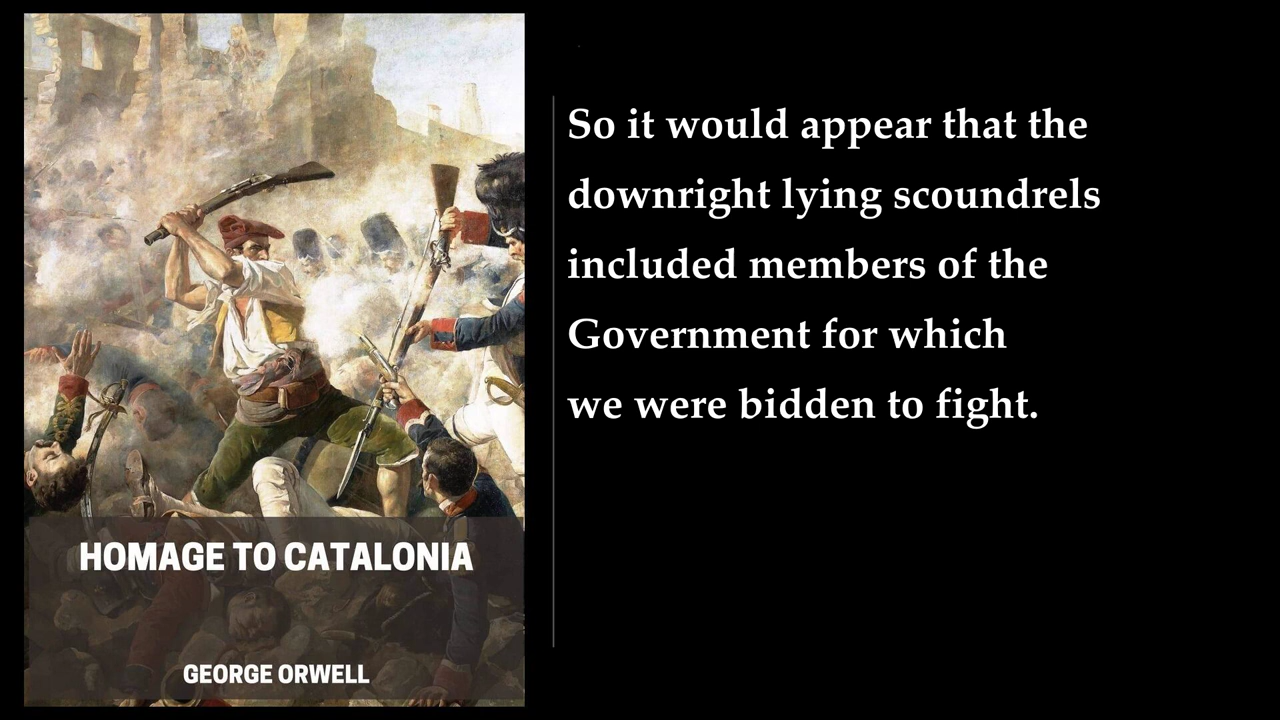 So it would appear that the
downright lying scoundrels
included members of the
Government for which
we were bidden to fight.
HOMAGE TO CATALONIA
GEORGE ORWELL